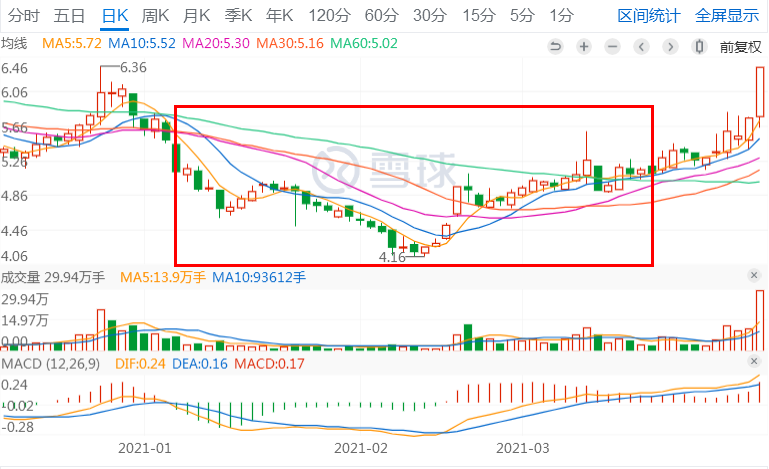 分时 五日 日K 周K 月K 季K 年K 120分 60分 30分 15分 5分 1分 区间统计 全屏显示
均线 MA5:5.72 MA10:5.52 MA20:5.30 MA30:5.16 MA60:5.02 前复权
6.46
6.36
6.06
5.66
5.26
雪球
4.86
4.46
4.16
4.06
成交量 29.94万手 MA5:13.9万手 MA10:93612手
29.94万
14.97万
0.00
MACD (12,26,9) DIF:0.24 DEA:0.16 MACD:0.17
0.24
-0.02
-0.28
2021-01 2021-02 2021-03